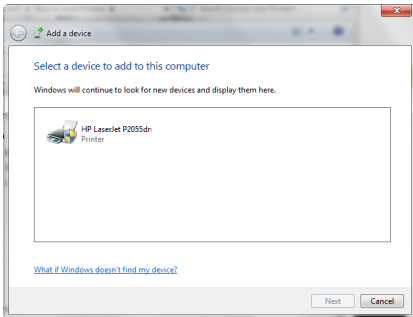 Add a device
Select a device to add to this computer
Windows will continue to look for new devices and display them here.
HP LaserJet P2055dn
Printer
What if Windows doesn't find my device?
Next
Cancel